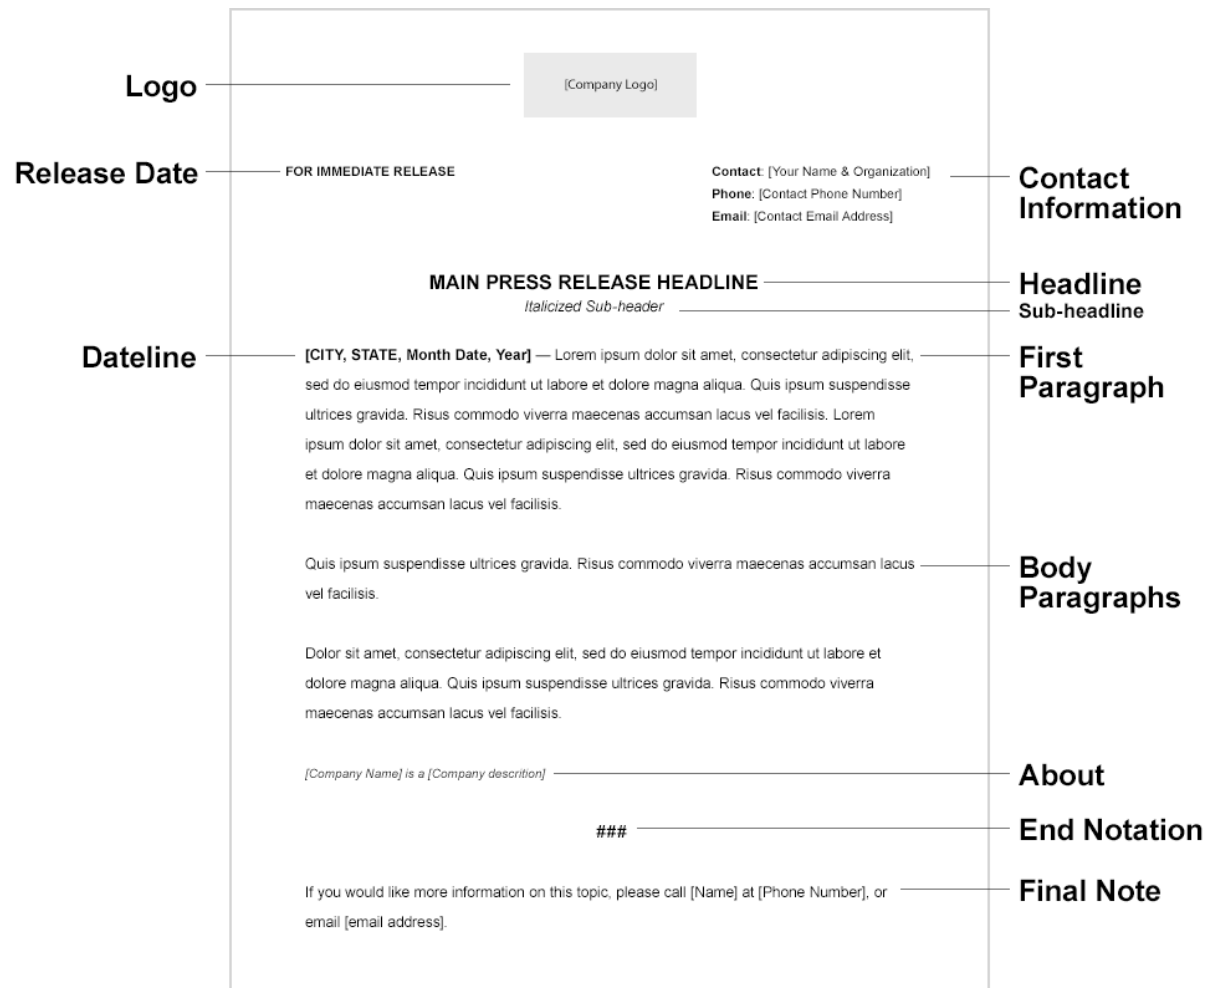 [Company Logo]
Logo
Release Date
FOR IMMEDIATE RELEASE
Contact: [Your Name & Organization]
Phone: [Contact Phone Number]
Email: [Contact Email Address]
Contact
Information
MAIN PRESS RELEASE HEADLINE
Headline
Italicized Sub-header
Sub-headline
Dateline
[CITY, STATE, Month Date, Year] — Lorem ipsum dolor sit amet, consectetur adipiscing elit,
sed do eiusmod tempor incididunt ut labore et dolore magna aliqua. Quis ipsum suspendisse
ultrices gravida. Risus commodo viverra maecenas accumsan lacus vel facilisis. Lorem
ipsum dolor sit amet, consectetur adipiscing elit, sed do eiusmod tempor incididunt ut labore
et dolore magna aliqua. Quis ipsum suspendisse ultrices gravida. Risus commodo viverra
maecenas accumsan lacus vel facilisis.
First
Paragraph
Quis ipsum suspendisse ultrices gravida. Risus commodo viverra maecenas accumsan lacus
vel facilisis.
Body
Paragraphs
Dolor sit amet, consectetur adipiscing elit, sed do eiusmod tempor incididunt ut labore et
dolore magna aliqua. Quis ipsum suspendisse ultrices gravida. Risus commodo viverra
maecenas accumsan lacus vel facilisis.
[Company Name] is a [Company descrition]
About
###
End Notation
If you would like more information on this topic, please call [Name] at [Phone Number], or
email [email address].
Final Note